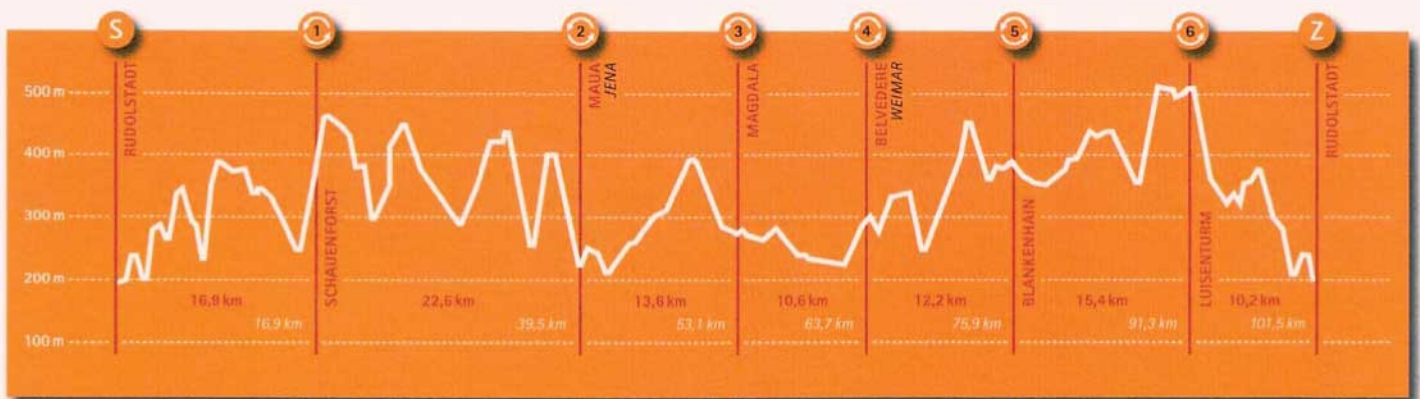 S 1 2 3 4 5 6 Z
RUDOLSTADT
SCHAUENFORST
MAUA
JENA
MAGDALA
BELVEDERE
WEIMAR
BLANKENHAIN
LUISENTURM
RUDOLSTADT
500 m
400 m
300 m
200 m
100 m
16,9 km 22,6 km 13,6 km 10,6 km 12,2 km 15,4 km 10,2 km
16,9 km 39,5 km 53,1 km 63,7 km 75,9 km 91,3 km 101,5 km